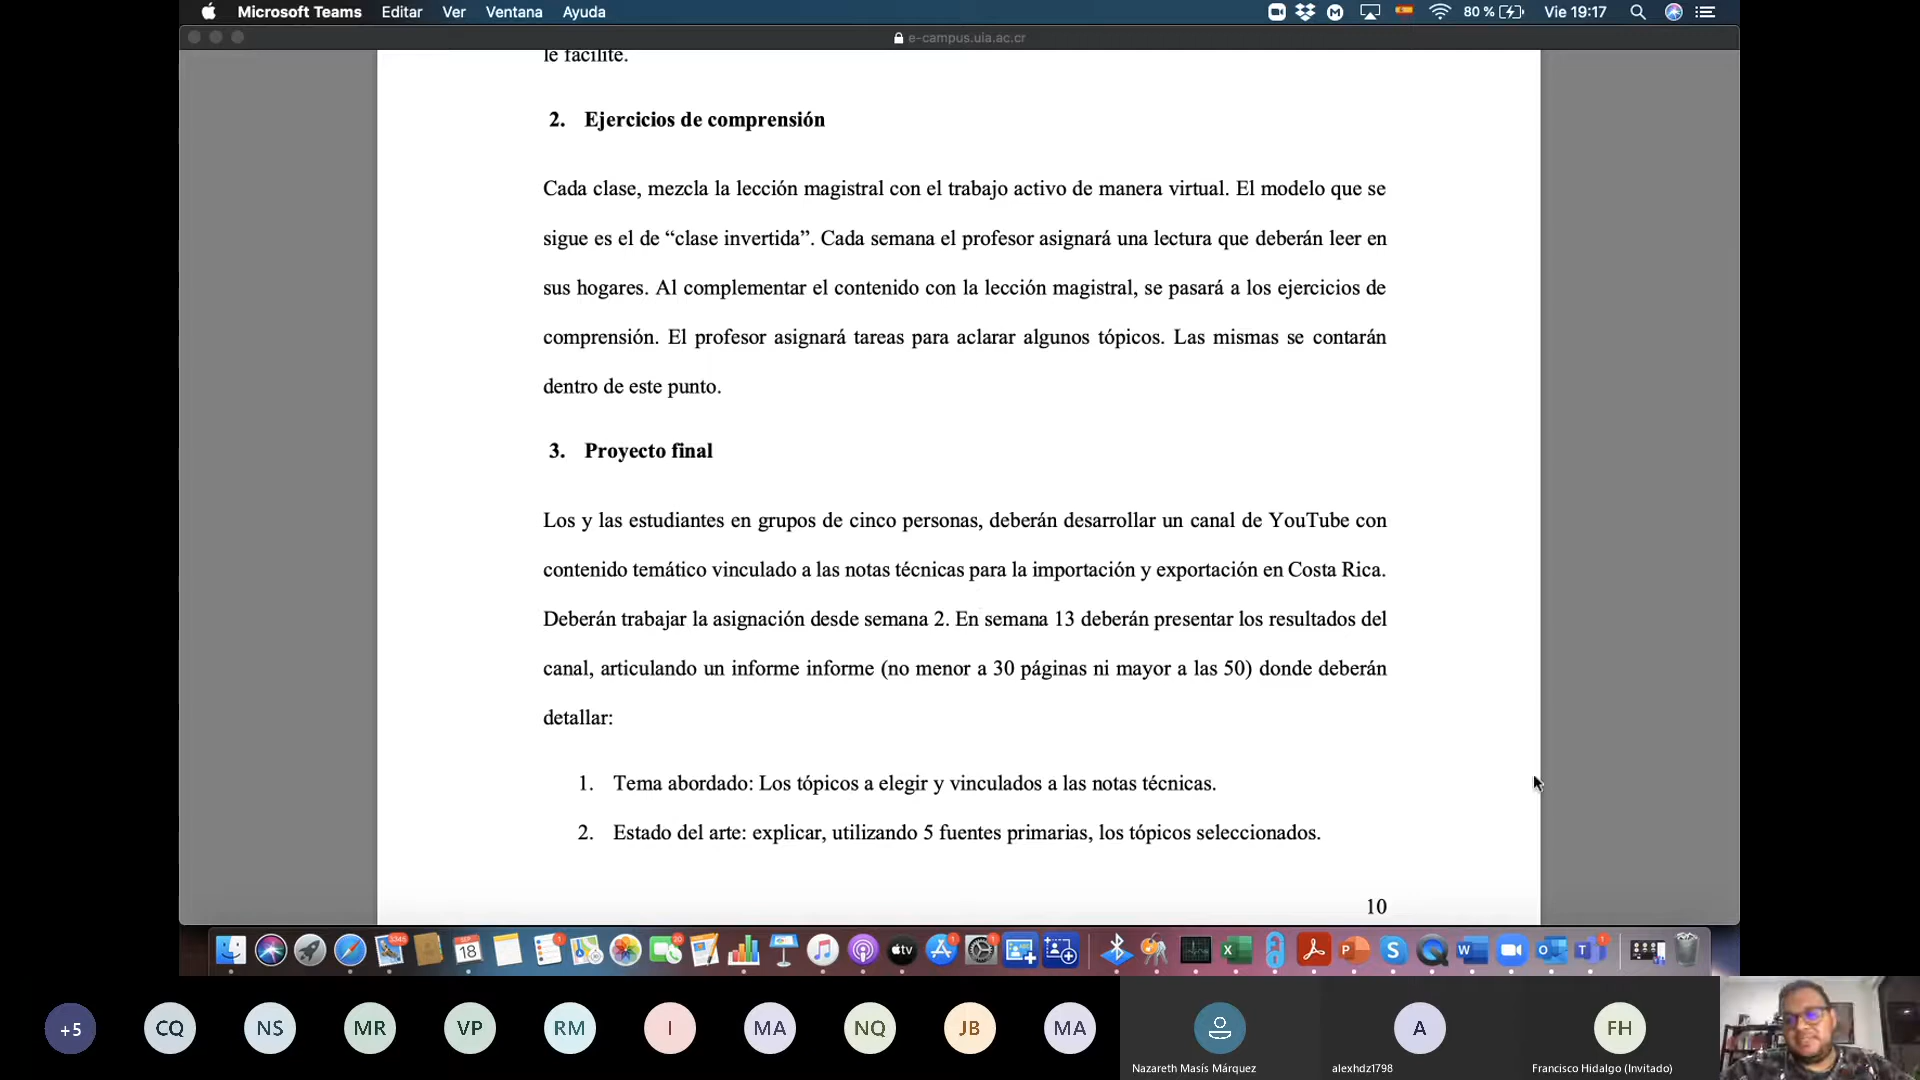 Microsoft Teams Editar Ver Ventana Ayuda 80 % Vie 19:17
e-campus.uia.ac.cr
le facilite.
2. Ejercicios de comprensión
Cada clase, mezcla la lección magistral con el trabajo activo de manera virtual. El modelo que se
sigue es el de “clase invertida”. Cada semana el profesor asignará una lectura que deberán leer en
sus hogares. Al complementar el contenido con la lección magistral, se pasará a los ejercicios de
comprensión. El profesor asignará tareas para aclarar algunos tópicos. Las mismas se contarán
dentro de este punto.
3. Proyecto final
Los y las estudiantes en grupos de cinco personas, deberán desarrollar un canal de YouTube con
contenido temático vinculado a las notas técnicas para la importación y exportación en Costa Rica.
Deberán trabajar la asignación desde semana 2. En semana 13 deberán presentar los resultados del
canal, articulando un informe informe (no menor a 30 páginas ni mayor a las 50) donde deberán
detallar:
1. Tema abordado: Los tópicos a elegir y vinculados a las notas técnicas.
2. Estado del arte: explicar, utilizando 5 fuentes primarias, los tópicos seleccionados.
10
SEP 18 tv
+5 CQ NS MR VP RM I MA NQ JB MA A FH
Nazareth Masís Márquez alexhdz1798 Francisco Hidalgo (Invitado)